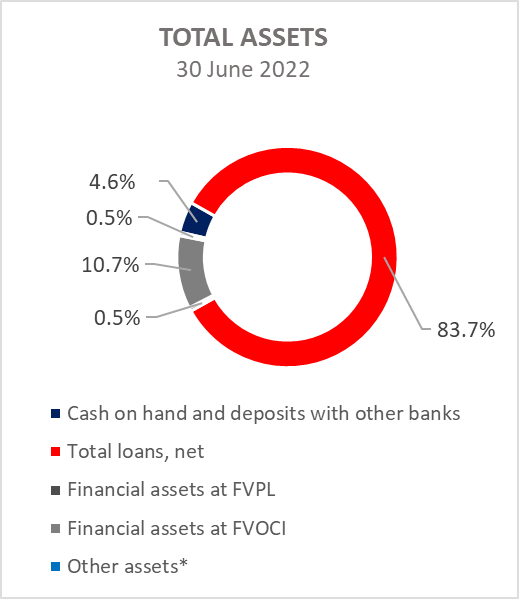 TOTAL ASSETS
30 June 2022
4.6%
0.5%
10.7%
0.5%
83.7%
Cash on hand and deposits with other banks
Total loans, net
Financial assets at FVPL
Financial assets at FVOCI
Other assets*